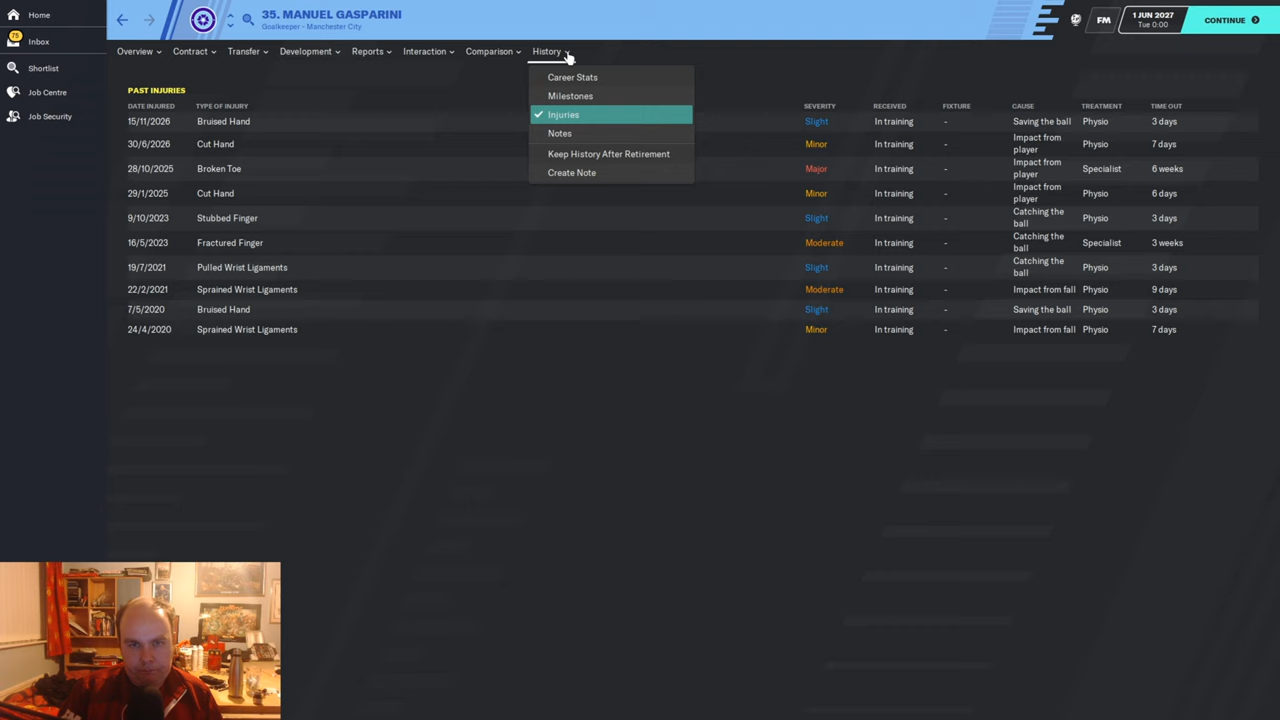 Home
75
Inbox
Shortlist
Job Centre
Job Security
35. MANUEL GASPARINI
Goalkeeper - Manchester City
FM
1 JUN 2027
Tue 0:00
CONTINUE
Overview Contract Transfer Development Reports Interaction Comparison History
Career Stats
Milestones
Injuries
Notes
Keep History After Retirement
Create Note
PAST INJURIES
DATE INJURED TYPE OF INJURY SEVERITY RECEIVED FIXTURE CAUSE TREATMENT TIME OUT
15/11/2026 Bruised Hand Slight In training - Saving the ball Physio 3 days
30/6/2026 Cut Hand Minor In training - Impact from player Physio 7 days
28/10/2025 Broken Toe Major In training - Impact from player Specialist 6 weeks
29/1/2025 Cut Hand Minor In training - Impact from player Physio 6 days
9/10/2023 Stubbed Finger Slight In training - Catching the ball Physio 3 days
16/5/2023 Fractured Finger Moderate In training - Catching the ball Specialist 3 weeks
19/7/2021 Pulled Wrist Ligaments Slight In training - Catching the ball Physio 3 days
22/2/2021 Sprained Wrist Ligaments Moderate In training - Impact from fall Physio 9 days
7/5/2020 Bruised Hand Slight In training - Saving the ball Physio 3 days
24/4/2020 Sprained Wrist Ligaments Minor In training - Impact from fall Physio 7 days